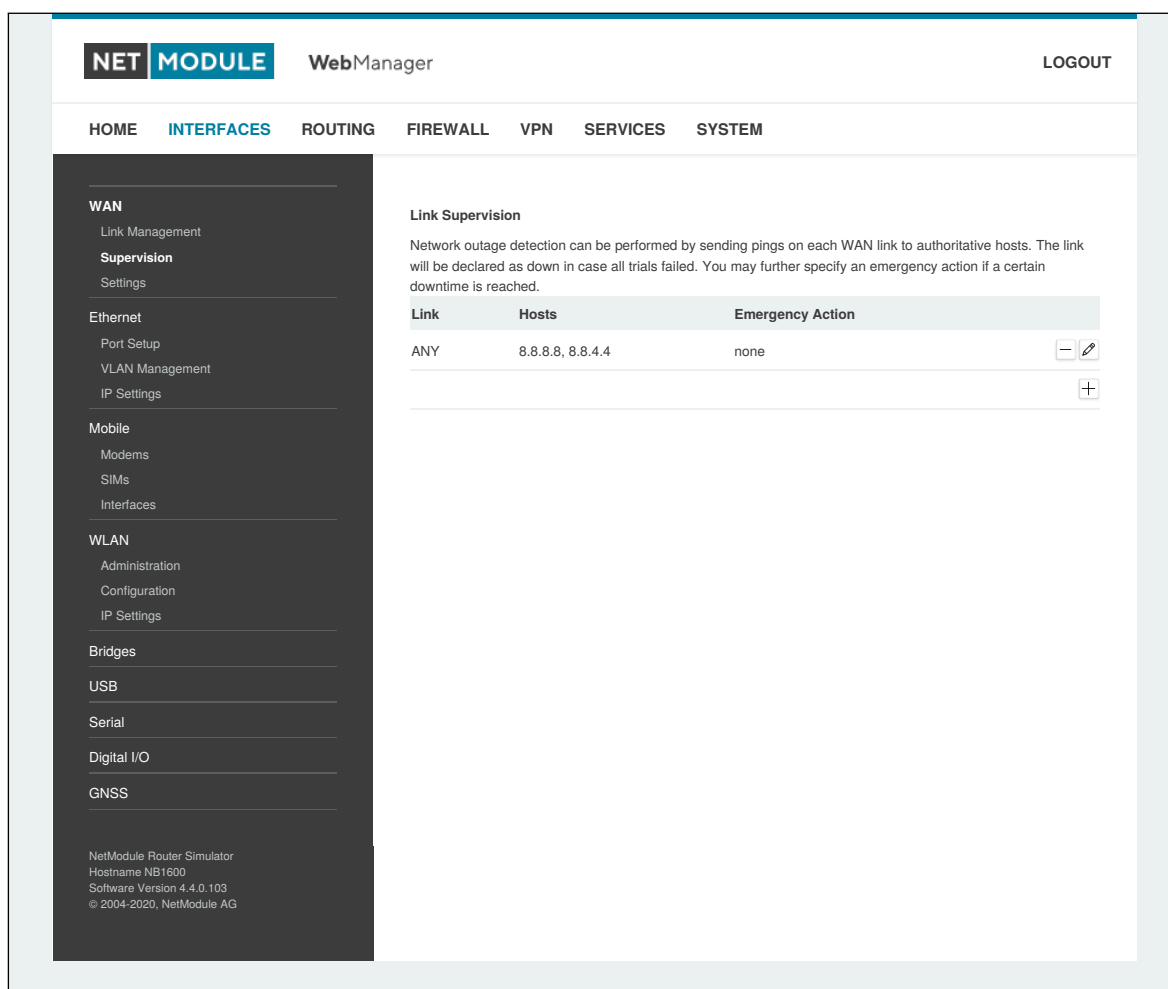 NET MODULE WebManager LOGOUT
HOME INTERFACES ROUTING FIREWALL VPN SERVICES SYSTEM
WAN
Link Management
Supervision
Settings
Ethernet
Port Setup
VLAN Management
IP Settings
Mobile
Modems
SIMs
Interfaces
WLAN
Administration
Configuration
IP Settings
Bridges
USB
Serial
Digital I/O
GNSS
NetModule Router Simulator
Hostname NB1600
Software Version 4.4.0.103
© 2004-2020, NetModule AG
Link Supervision
Network outage detection can be performed by sending pings on each WAN link to authoritative hosts. The link
will be declared as down in case all trials failed. You may further specify an emergency action if a certain
downtime is reached.
Link Hosts Emergency Action
ANY 8.8.8.8, 8.8.4.4 none